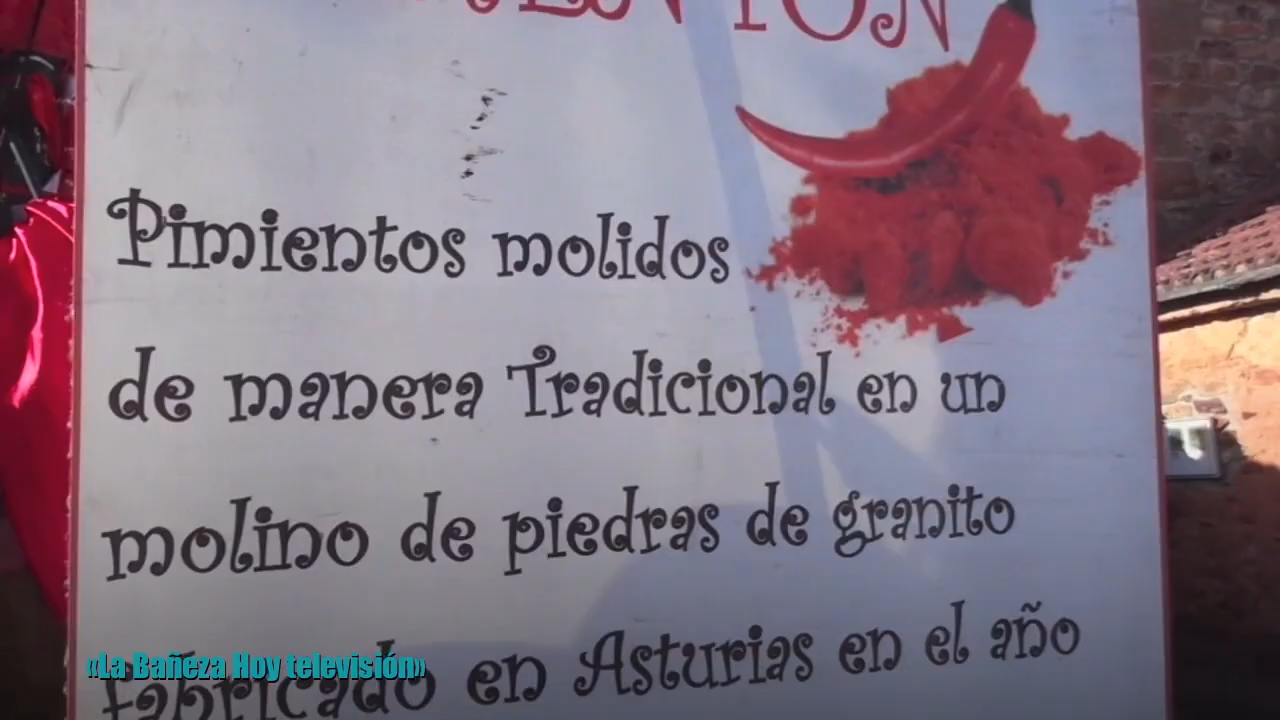 Pimientos molidos
de manera Tradicional en un
molino de piedras de granito
fabricado en Asturias en el año
«La Bañeza Hoy televisión»